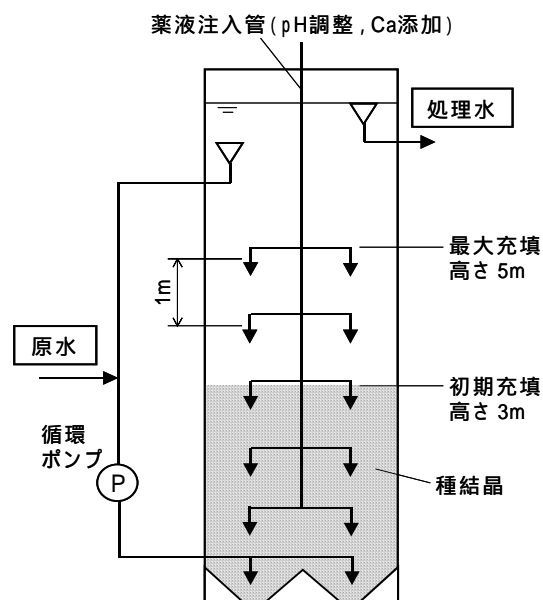 薬液注入管(pH調整,Ca添加)
処理水
最大充填
高さ5m
1m
原水
初期充填
高さ3m
循環
ポンプ
P
種結晶